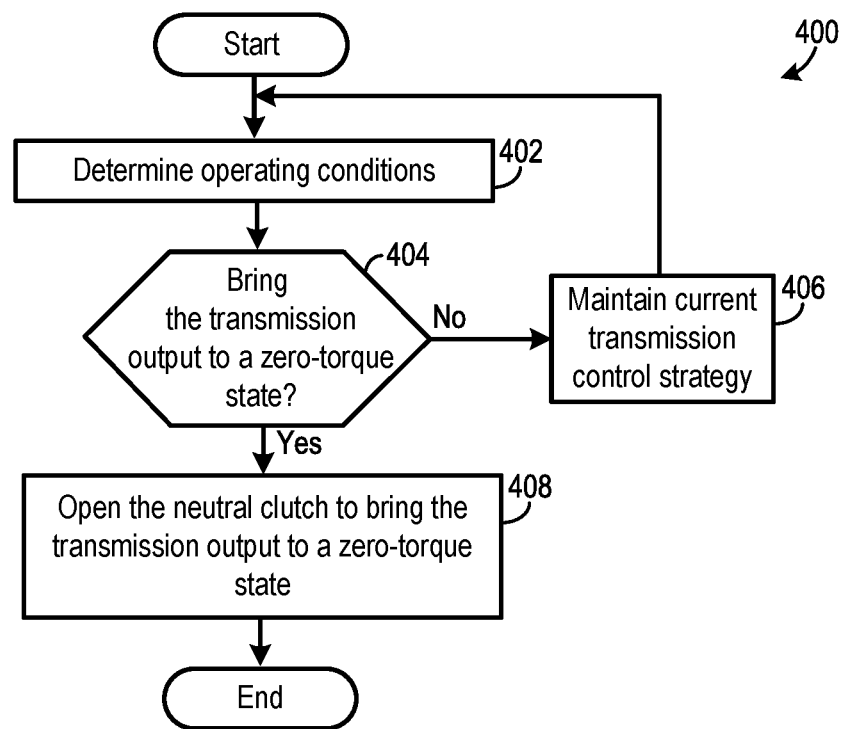 Start
400
Determine operating conditions
402
404
Bring
the transmission
output to a zero-torque
state?
No
Maintain current
transmission
control strategy
406
Yes
Open the neutral clutch to bring the
transmission output to a zero-torque
state
408
End